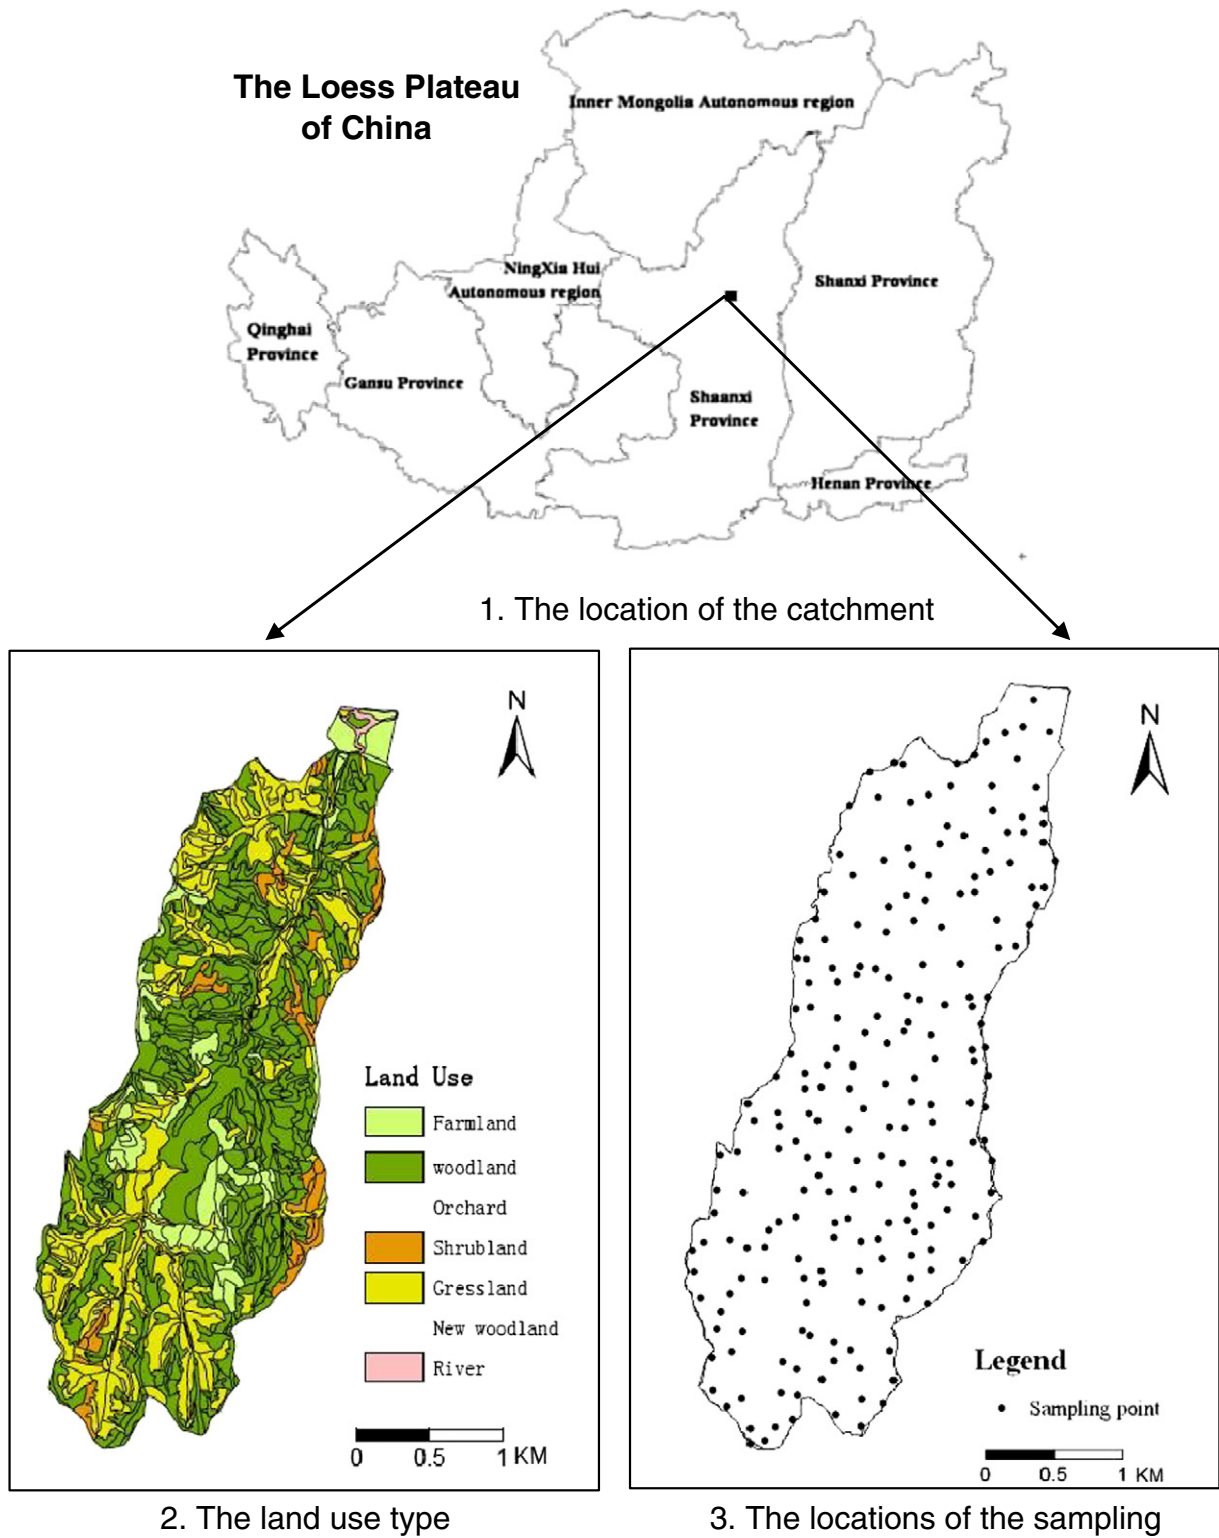 The Loess Plateau
of China
Inner Mongolia Autonomous region
NingXia Hui
Autonomous region
Shanxi Province
Qinghai
Province
Gansu Province
Shaanxi
Province
Henan Province
1. The location of the catchment
N
Land Use
Farmland
woodland
Orchard
Shrubland
Gressland
New woodland
River
0 0.5 1 KM
2. The land use type
N
Legend
Sampling point
0 0.5 1 KM
3. The locations of the sampling